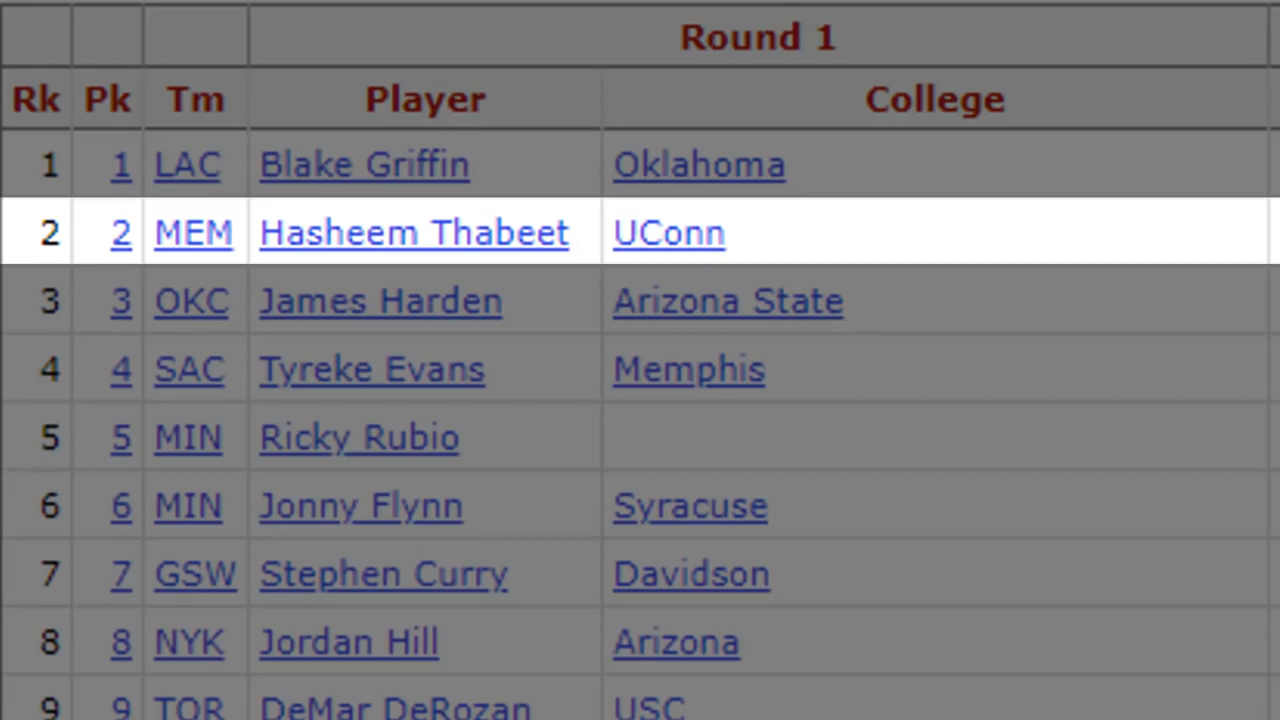 Round 1
Rk Pk Tm Player College
1 1 LAC Blake Griffin Oklahoma
2 2 MEM Hasheem Thabeet UConn
3 3 OKC James Harden Arizona State
4 4 SAC Tyreke Evans Memphis
5 5 MIN Ricky Rubio
6 6 MIN Jonny Flynn Syracuse
7 7 GSW Stephen Curry Davidson
8 8 NYK Jordan Hill Arizona
9 9 TOR DeMar DeRozan USC